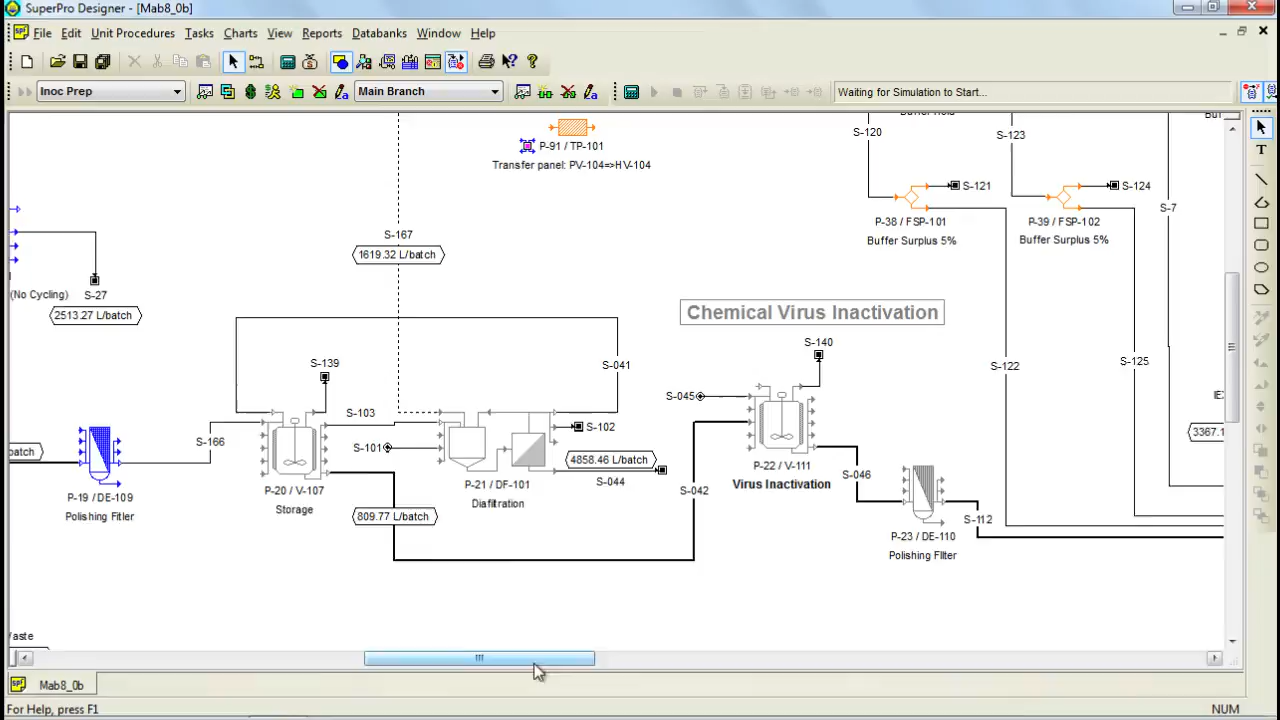 SuperPro Designer - [Mab8_0b]
File Edit Unit Procedures Tasks Charts View Reports Databanks Window Help
Inoc Prep Main Branch Waiting for Simulation to Start...
P-91 / TP-101
Transfer panel: PV-104=>HV-104
S-120
S-123
Buffer Hold
S-121
S-124
P-38 / FSP-101
Buffer Surplus 5%
P-39 / FSP-102
Buffer Surplus 5%
S-7
S-167
1619.32 L/batch
(No Cycling)
S-27
2513.27 L/batch
Chemical Virus Inactivation
S-140
S-139
S-041
S-122
S-125
S-045
S-103
S-166
S-101
S-102
batch
4858.46 L/batch
S-044
3367.1
P-22 / V-111
Virus Inactivation
S-046
P-19 / DE-109
Polishing Fitler
P-20 / V-107
Storage
P-21 / DF-101
Diafiltration
S-042
809.77 L/batch
S-112
P-23 / DE-110
Polishing FIlter
Mab8_0b
For Help, press F1 NUM